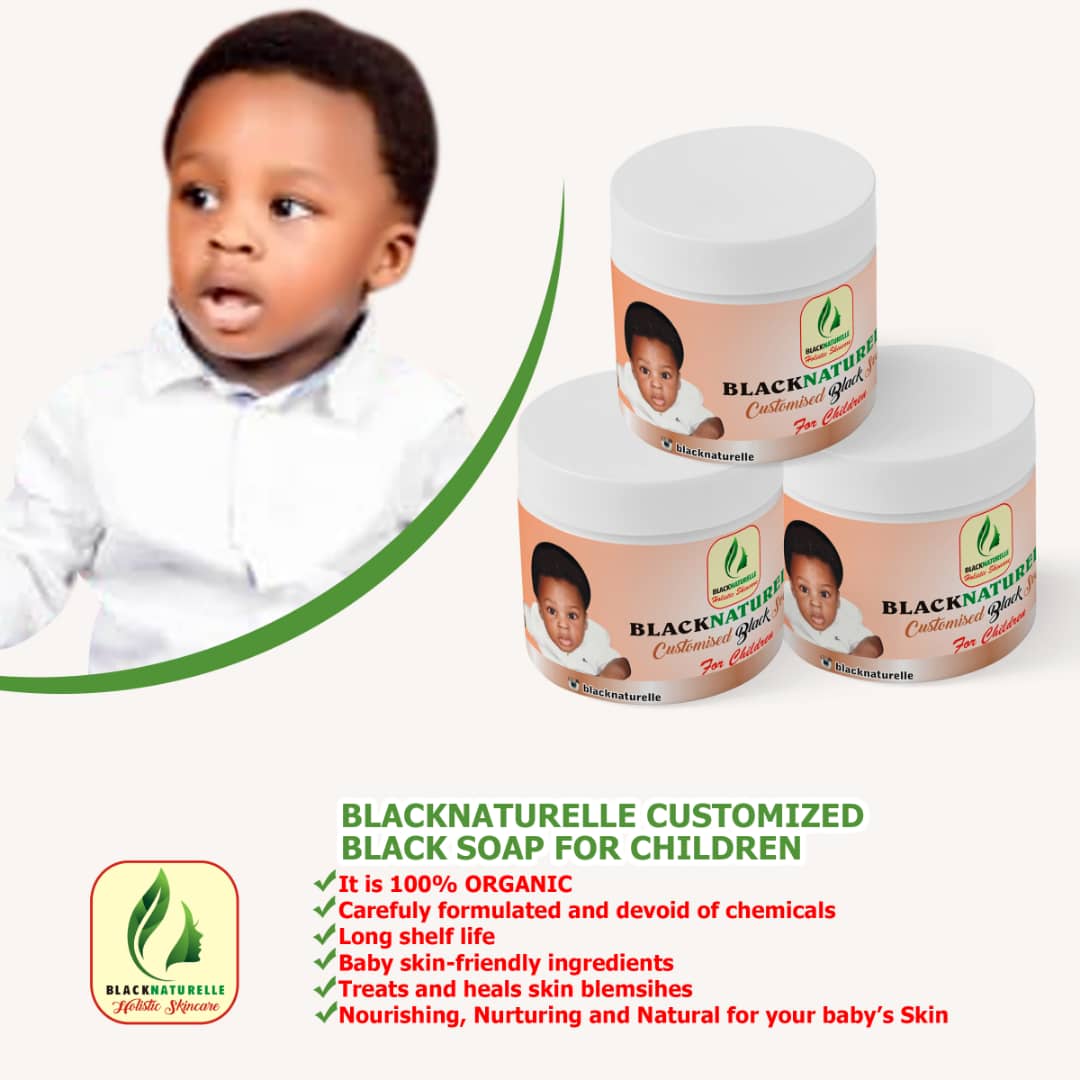 BLACKNATURELLE
Holistic Skincare
BLACKNATURE
Customised Black
For Children
blacknaturelle
BLACKNATURELLE
Holistic Skincare
BLACKNATURE
Customised Black
For Children
blacknaturelle
BLACKNATURELLE
Holistic Skincare
BLACKNATURE
Customised Black
For Children
blacknaturelle
BLACKNATURELLE CUSTOMIZED
BLACK SOAP FOR CHILDREN
It is 100% ORGANIC
Carefuly formulated and devoid of chemicals
Long shelf life
Baby skin-friendly ingredients
Treats and heals skin blemsihes
Nourishing, Nurturing and Natural for your baby's Skin
BLACKNATURELLE
Holistic Skincare